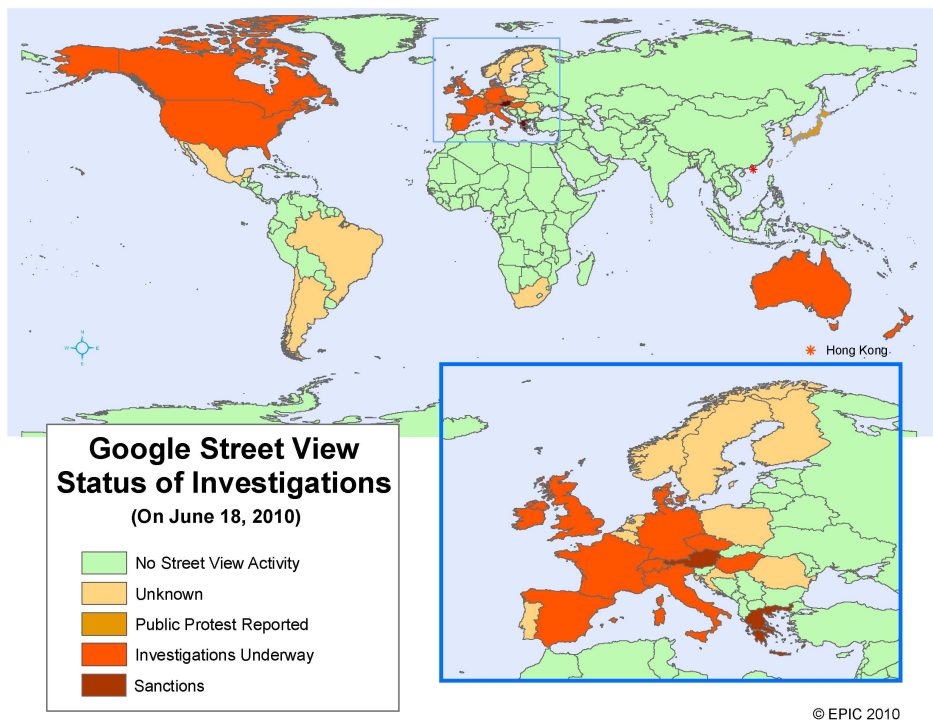 N
W E
S
Hong Kong
Google Street View
Status of Investigations
(On June 18, 2010)
No Street View Activity
Unknown
Public Protest Reported
Investigations Underway
Sanctions
© EPIC 2010